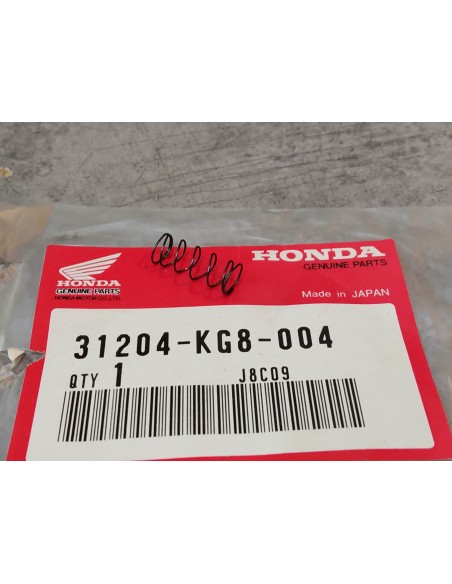 HONDA
GENUINE PARTS
HONDA
GENUINE PARTS
HONDA MOTOR CO.,LTD.
Made in JAPAN
31204-KG8-004
QTY 1 J8C09